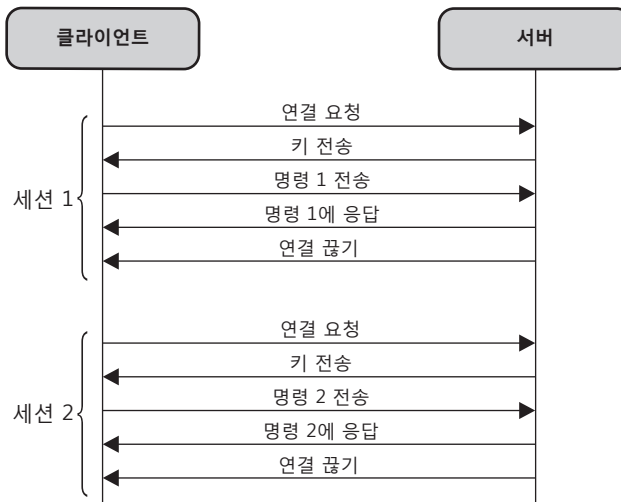 클라이언트
서버
세션 1
연결 요청
키 전송
명령 1 전송
명령 1에 응답
연결 끊기
세션 2
연결 요청
키 전송
명령 2 전송
명령 2에 응답
연결 끊기